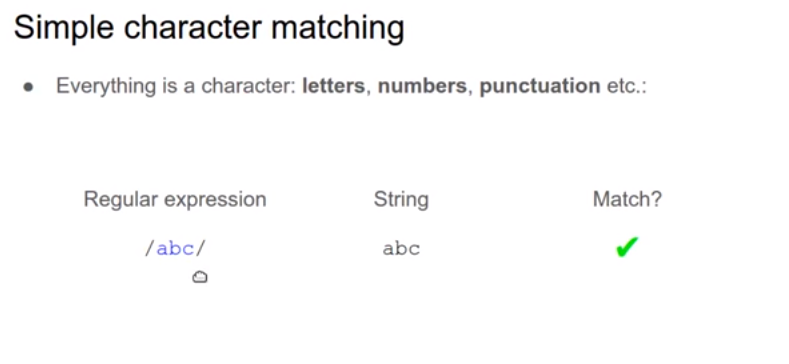 Simple character matching
● Everything is a character: letters, numbers, punctuation etc.:
Regular expression String Match?
/abc/ abc ✔